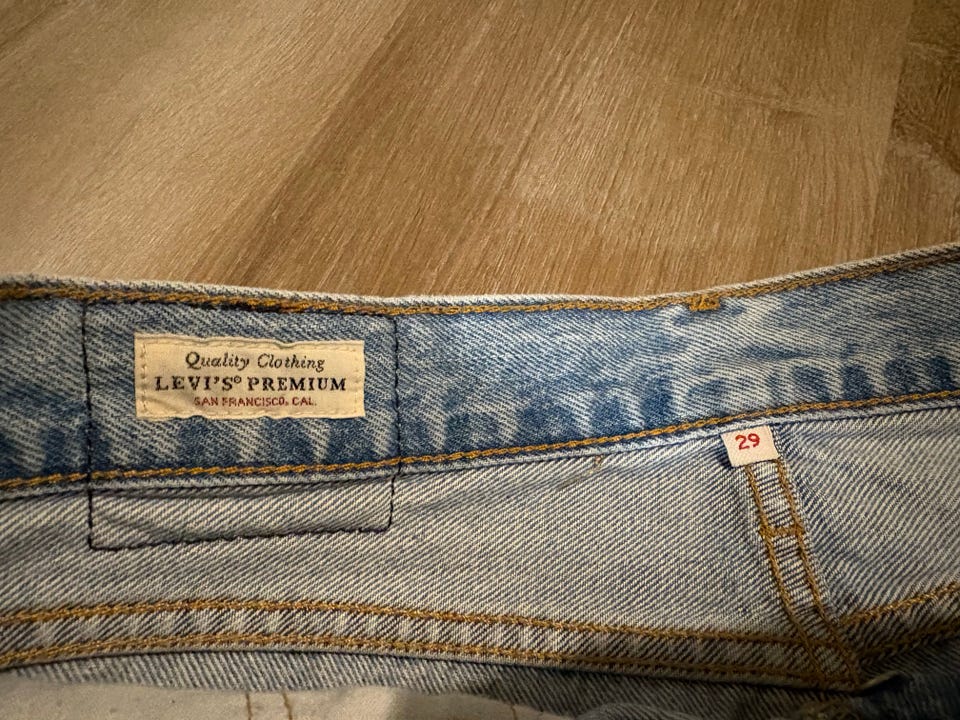 Quality Clothing
LEVI'S® PREMIUM
SAN FRANCISCO, CAL.
29